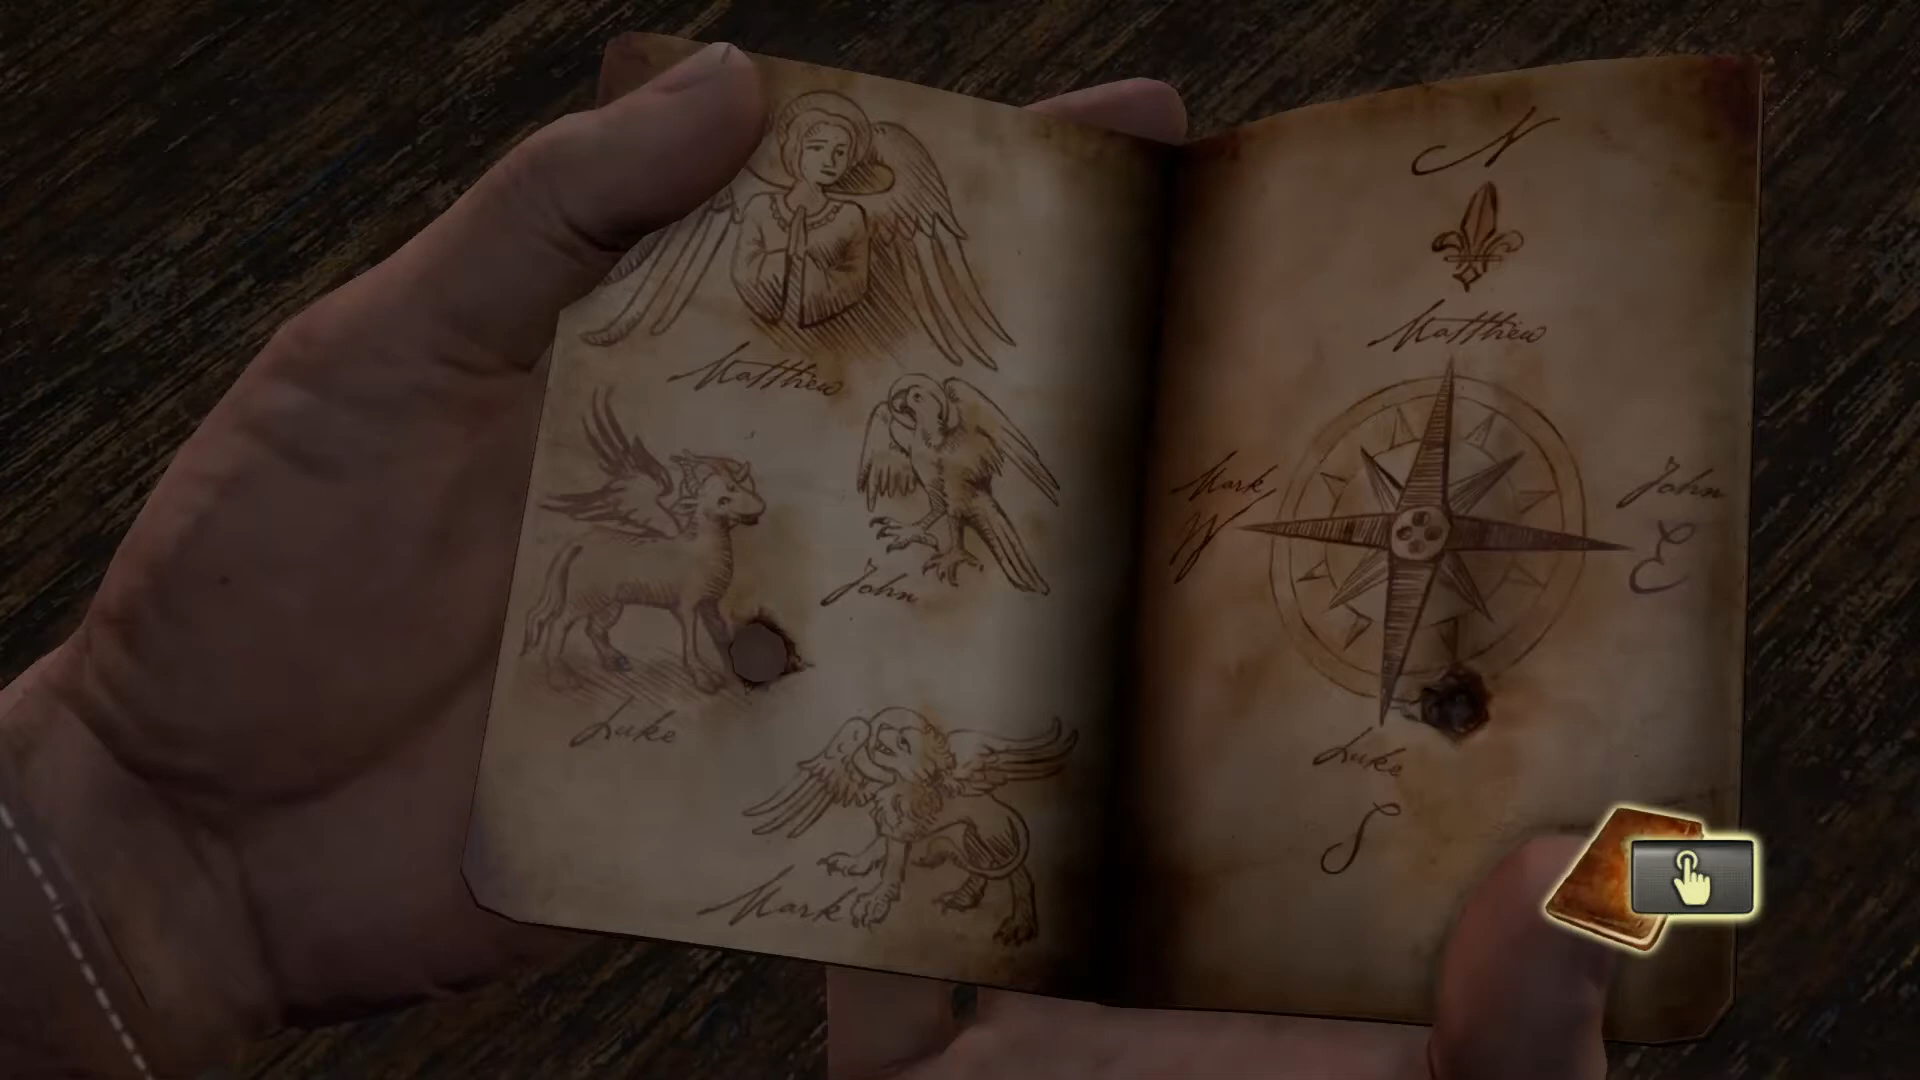 Matthew
John
Luke
Mark
N
Matthew
Mark
W
John
E
Luke
S